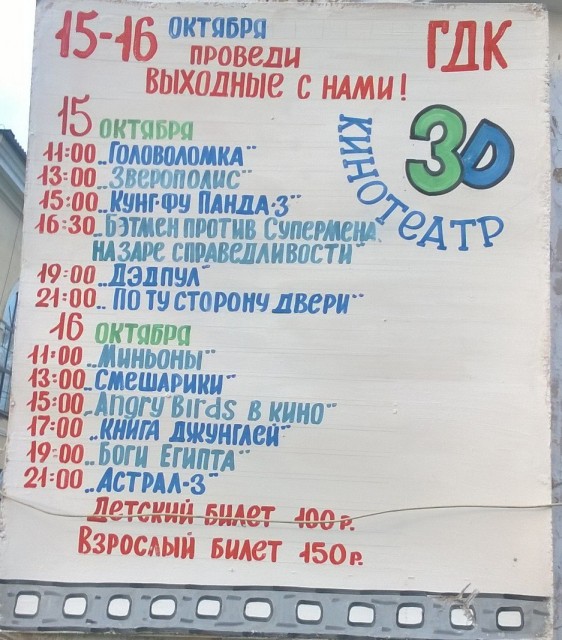 15-16 ОКТЯБРЯ
ГДК
ПРОВЕДИ
ВЫХОДНЫЕ С НАМИ!
3D
КИНОТЕАТР
15 ОКТЯБРЯ
11:00 „ГОЛОВОЛОМКА"
13:00 „ЗВЕРОПОЛИС"
15:00 „КУНГ-ФУ ПАНДА-3"
16:30 „БЭТМЕН ПРОТИВ СУПЕРМЕНА
НА ЗАРЕ СПРАВЕДЛИВОСТИ"
19:00 „ДЭДПУЛ"
21:00 „ПО ТУ СТОРОНУ ДВЕРИ"
16 ОКТЯБРЯ
11:00 „МИНЬОНЫ"
13:00 „СМЕШАРИКИ"
15:00 „Angry Birds В КИНО"
17:00 „КНИГА ДЖУНГЛЕЙ"
19:00 „БОГИ ЕГИПТА"
21:00 „АСТРАЛ-3"
ДЕТСКИЙ БИЛЕТ 100 Р.
ВЗРОСЛЫЙ БИЛЕТ 150 Р.